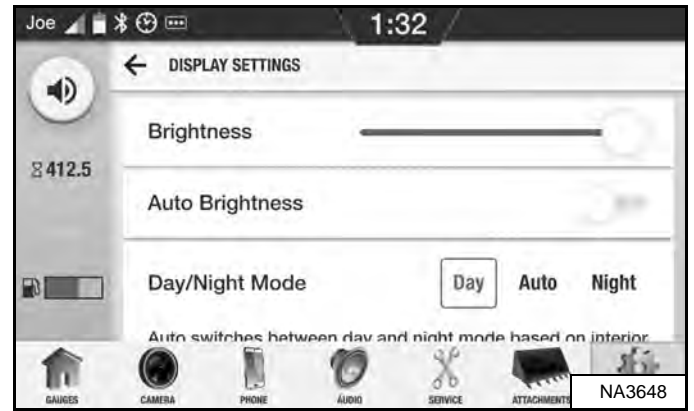 Joe 1:32
DISPLAY SETTINGS
Brightness
412.5
Auto Brightness
Day/Night Mode Day Auto Night
Auto switches between day and night mode based on interior
GAUGES CAMERA PHONE AUDIO SERVICE ATTACHMENTS
NA3648